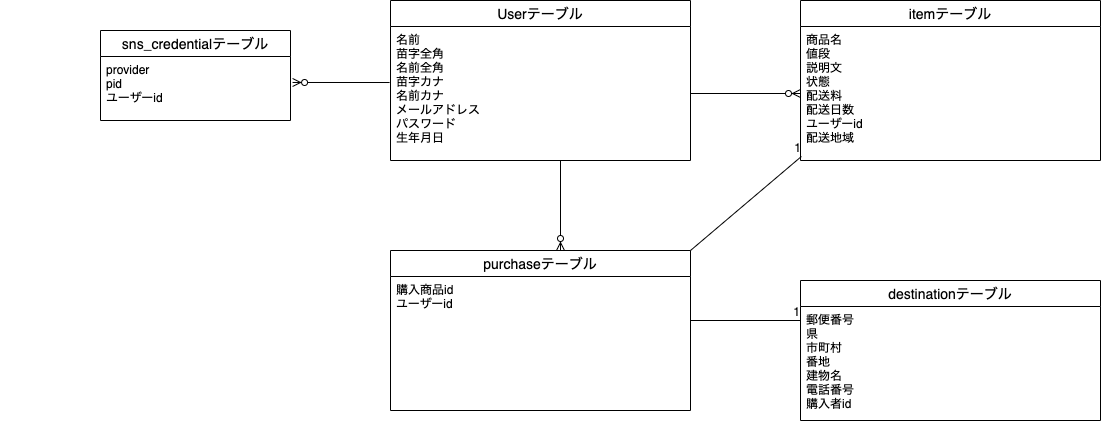 sns_credentialテーブル
provider
pid
ユーザーid
Userテーブル
名前
苗字全角
名前全角
苗字カナ
名前カナ
メールアドレス
パスワード
生年月日
itemテーブル
商品名
値段
説明文
状態
配送料
配送日数
ユーザーid
配送地域
1
purchaseテーブル
購入商品id
ユーザーid
1
destinationテーブル
郵便番号
県
市町村
番地
建物名
電話番号
購入者id